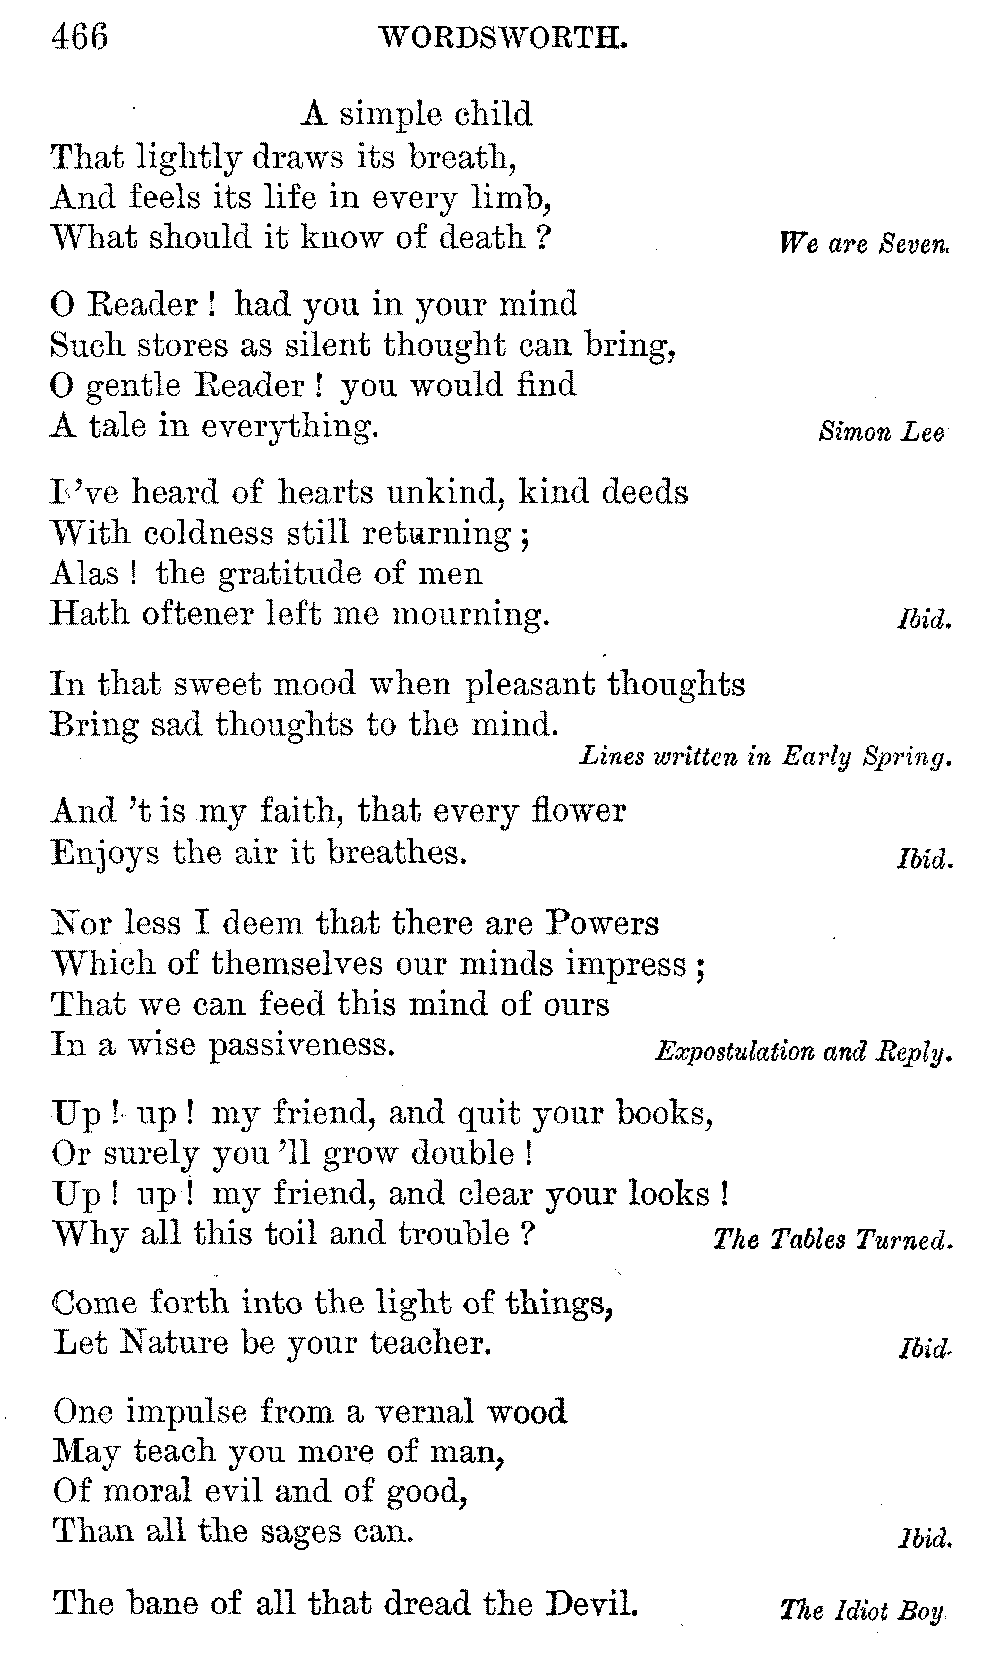 466 WORDSWORTH.
A simple child
That lightly draws its breath,
And feels its life in every limb,
What should it know of death ? We are Seven.
O Reader ! had you in your mind
Such stores as silent thought can bring,
O gentle Reader ! you would find
A tale in everything. Simon Lee
I 've heard of hearts unkind, kind deeds
With coldness still returning ;
Alas ! the gratitude of men
Hath oftener left me mourning. Ibid.
In that sweet mood when pleasant thoughts
Bring sad thoughts to the mind.
Lines written in Early Spring.
And 't is my faith, that every flower
Enjoys the air it breathes. Ibid.
Nor less I deem that there are Powers
Which of themselves our minds impress ;
That we can feed this mind of ours
In a wise passiveness. Expostulation and Reply.
Up ! up ! my friend, and quit your books,
Or surely you 'll grow double !
Up ! up ! my friend, and clear your looks !
Why all this toil and trouble ? The Tables Turned.
Come forth into the light of things,
Let Nature be your teacher. Ibid.
One impulse from a vernal wood
May teach you more of man,
Of moral evil and of good,
Than all the sages can. Ibid.
The bane of all that dread the Devil. The Idiot Boy